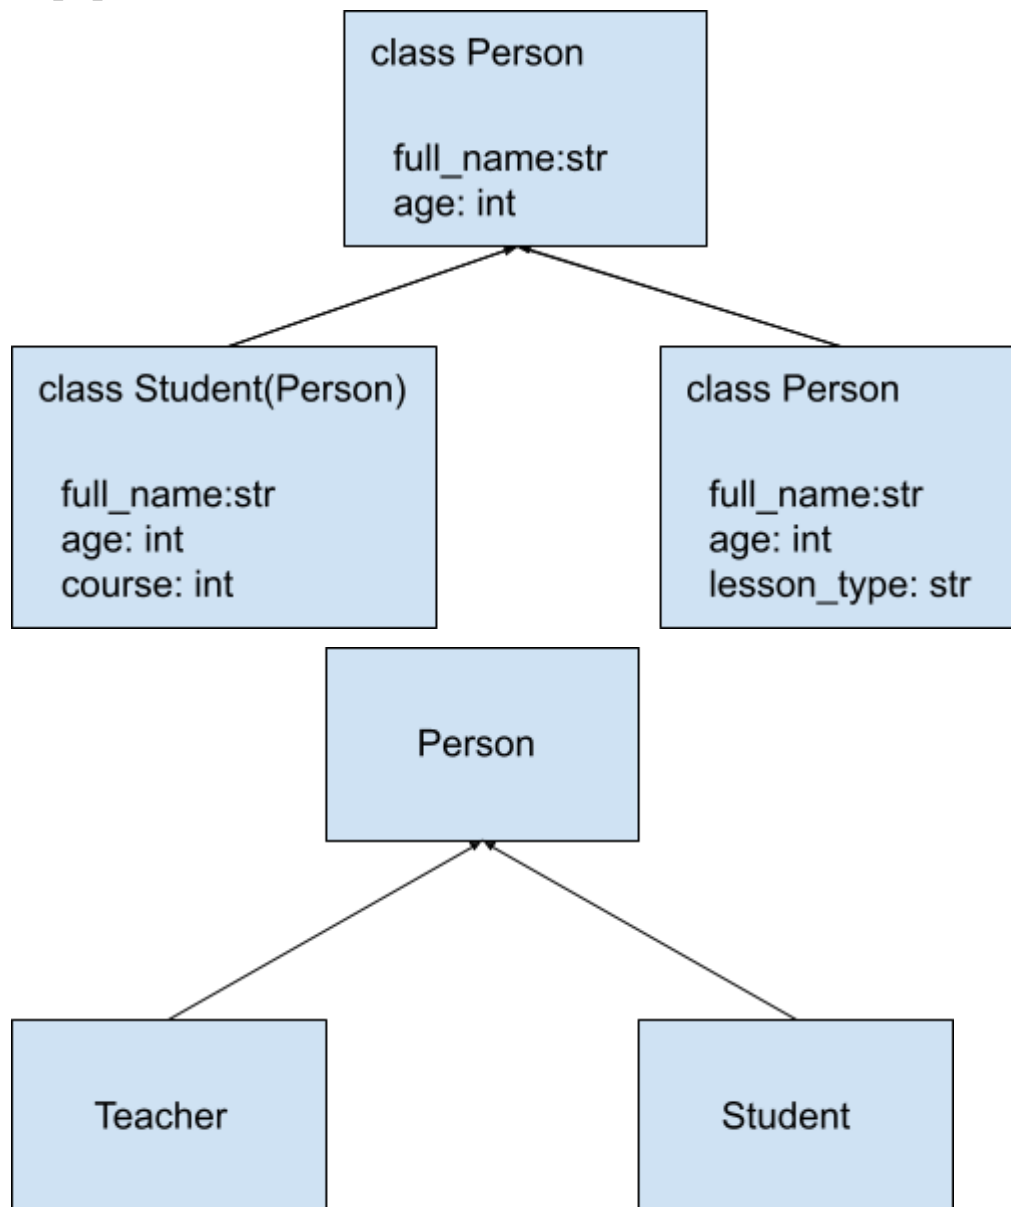 class Person
full_name:str
age: int
class Student(Person)
full_name:str
age: int
course: int
class Person
full_name:str
age: int
lesson_type: str
Person
Teacher
Student